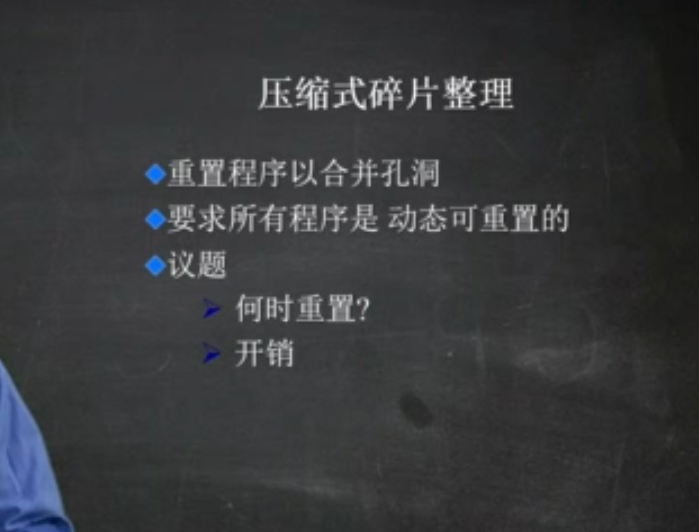 压缩式碎片整理
重置程序以合并孔洞
要求所有程序是 动态可重置的
议题
何时重置?
开销